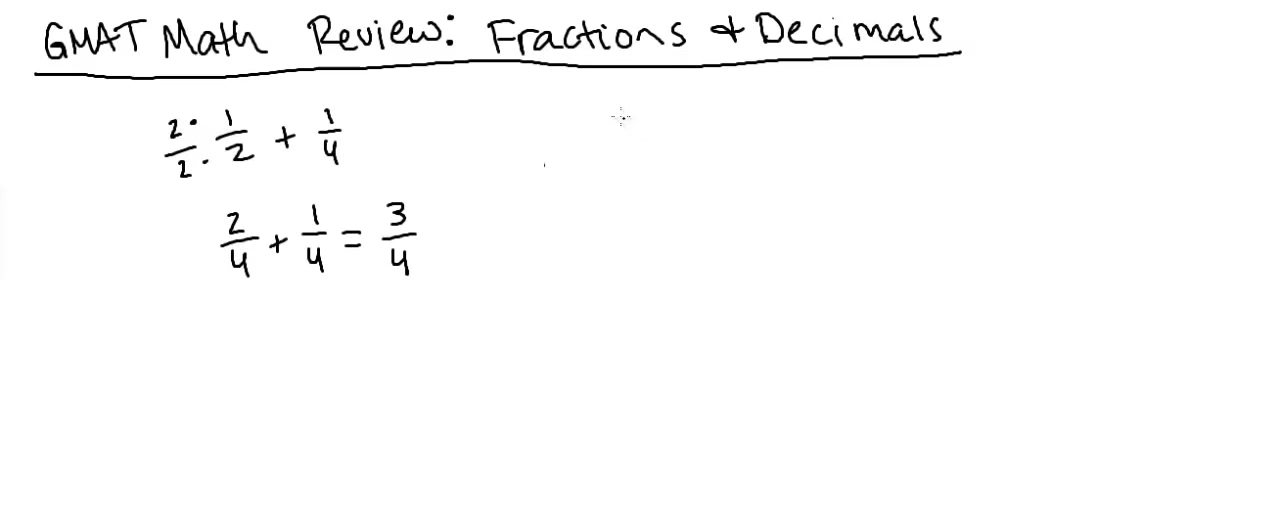 GMAT Math Review: Fractions & Decimals
2/2 · 1/2 + 1/4
2/4 + 1/4 = 3/4